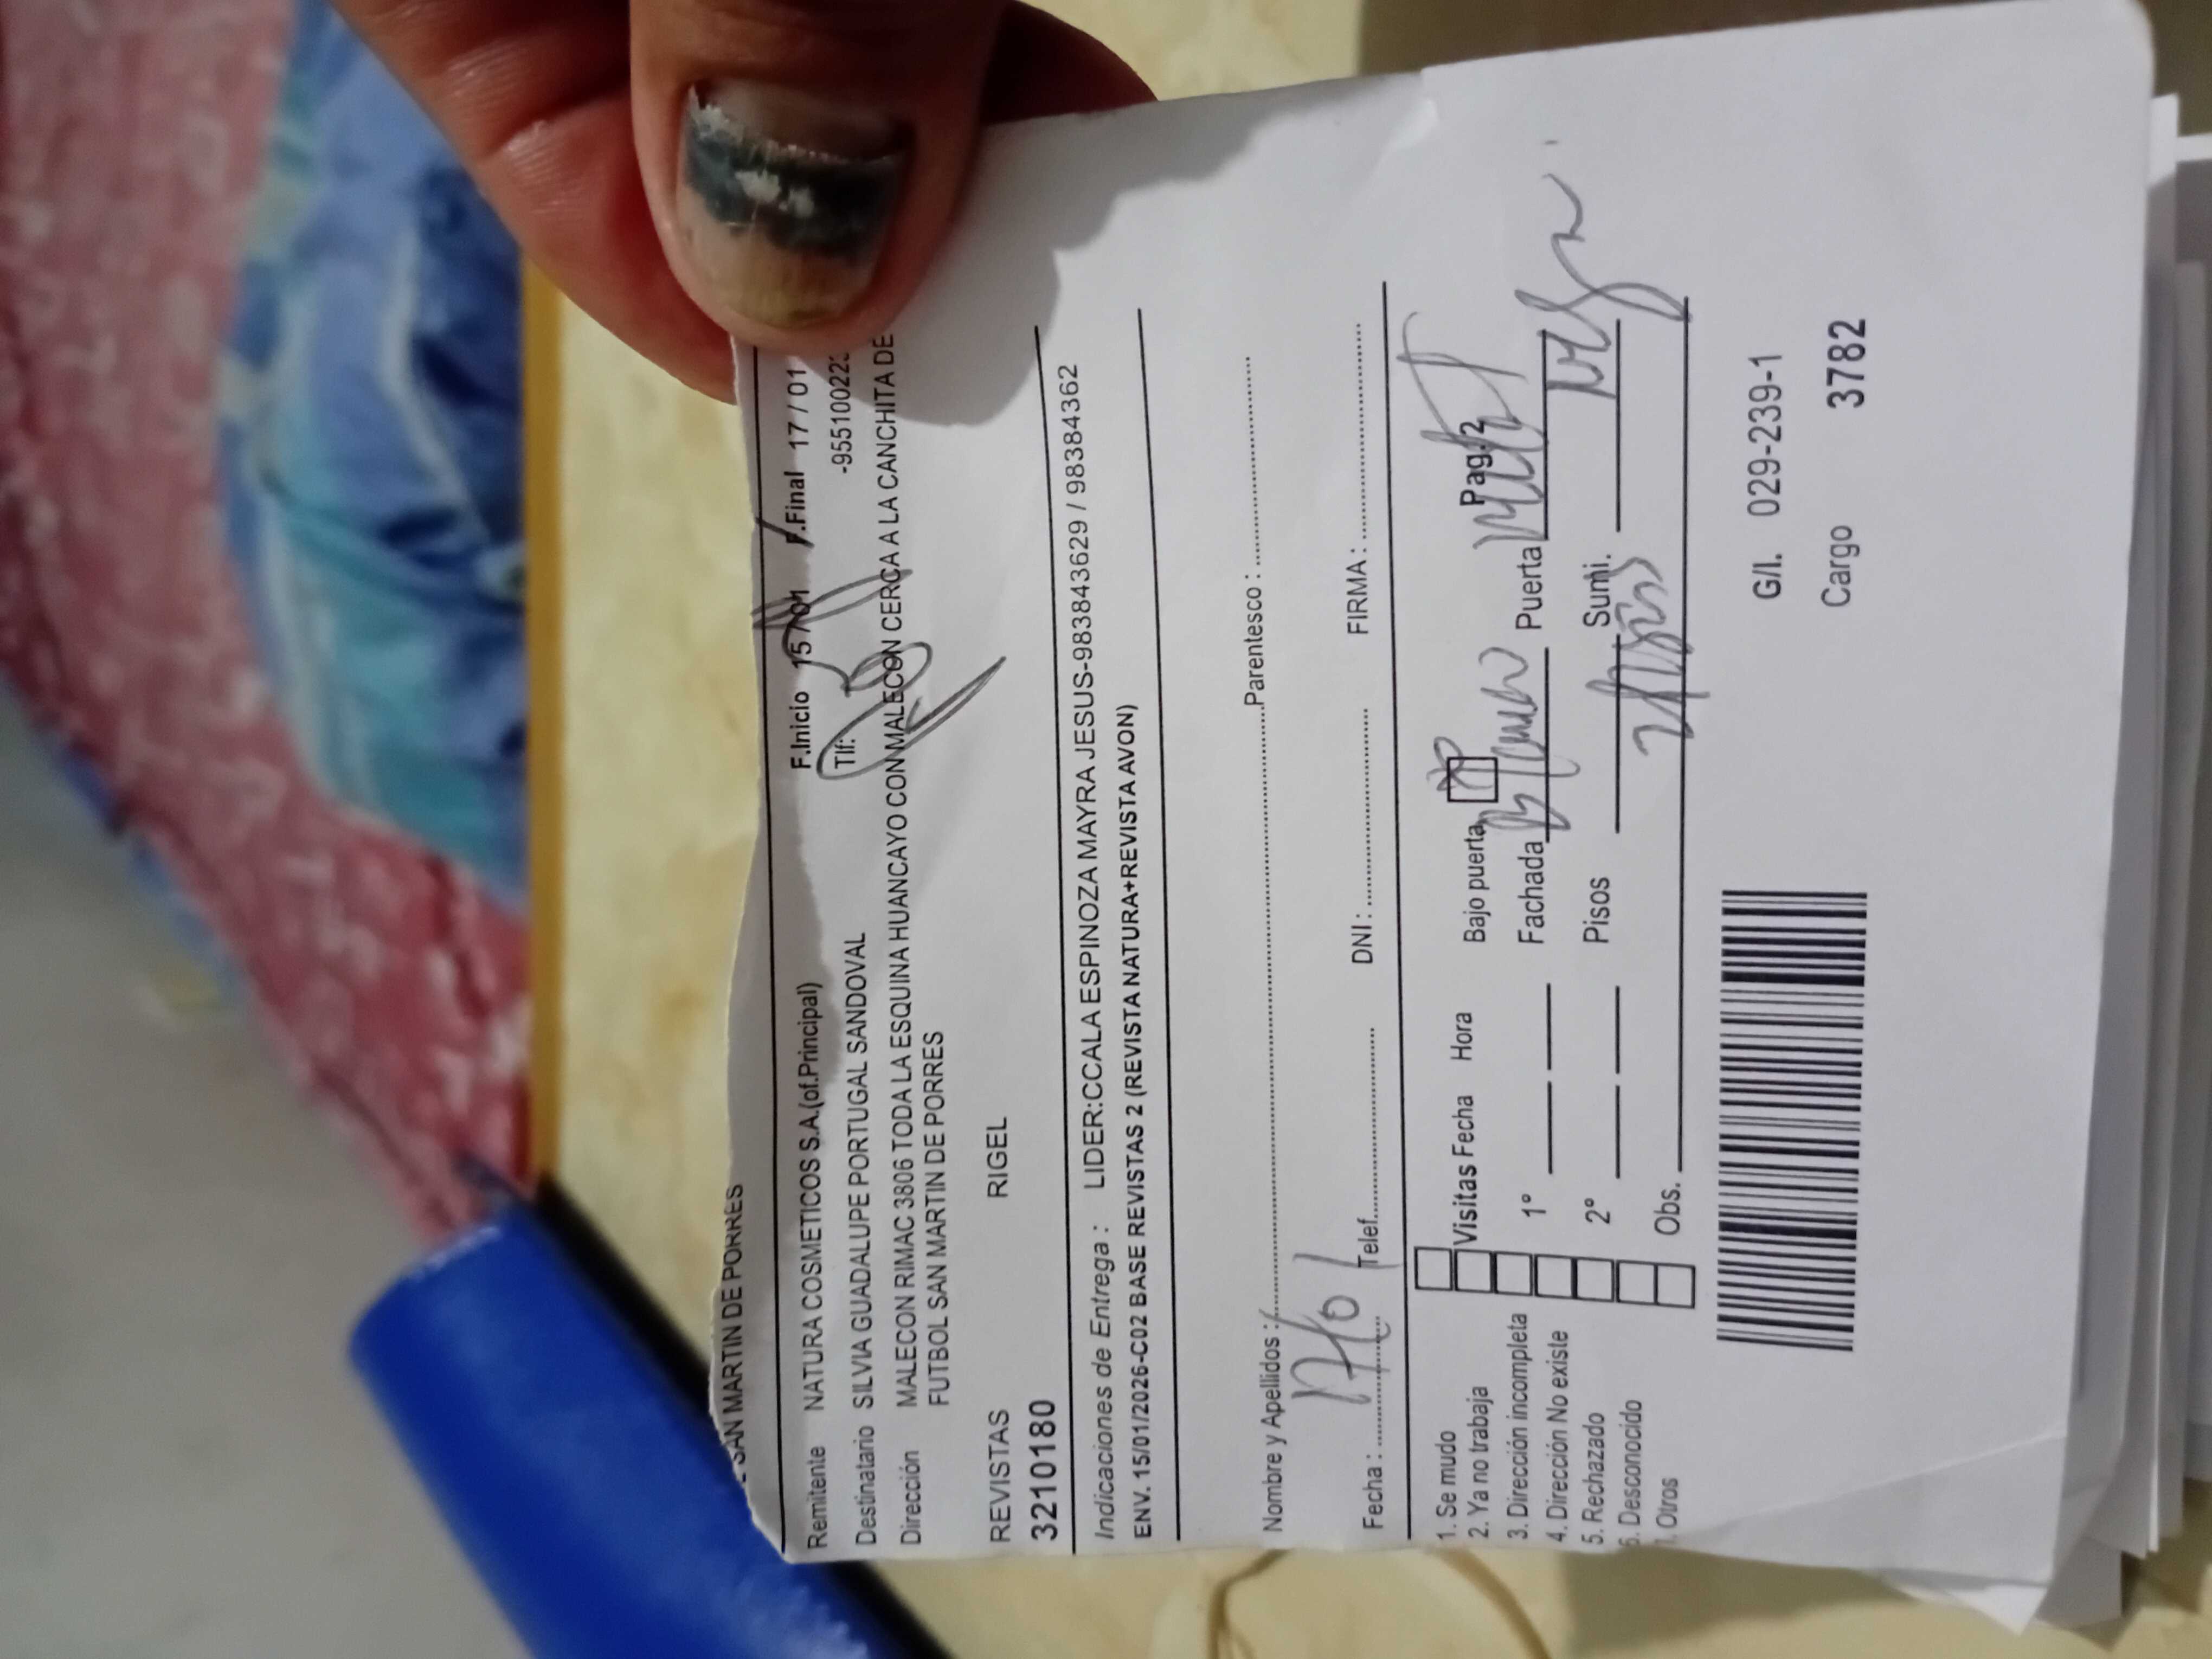 SAN MARTIN DE PORRES
Remitente NATURA COSMETICOS S.A.(of.Principal) F.Inicio 15 / 01 F.Final 17 / 01
Destinatario SILVIA GUADALUPE PORTUGAL SANDOVAL Tlf: -95510022
Dirección MALECON RIMAC 3806 TODA LA ESQUINA HUANCAYO CON MALECON CERCA A LA CANCHITA DE
FUTBOL SAN MARTIN DE PORRES
REVISTAS RIGEL
3210180
Indicaciones de Entrega : LIDER:CCALA ESPINOZA MAYRA JESUS-983843629 / 98384362
ENV. 15/01/2026-C02 BASE REVISTAS 2 (REVISTA NATURA+REVISTA AVON)
Nombre y Apellidos : Parentesco :
Fecha : Telef. DNI : FIRMA :
1. Se mudo Bajo puerta Pag. 2
2. Ya no trabaja Visitas Fecha Hora
3. Dirección incompleta 1° Fachada Puerta
4. Dirección No existe
5. Rechazado 2° Pisos Sumi.
6. Desconocido
. Otros Obs.
G/I. 029-239-1
Cargo 3782